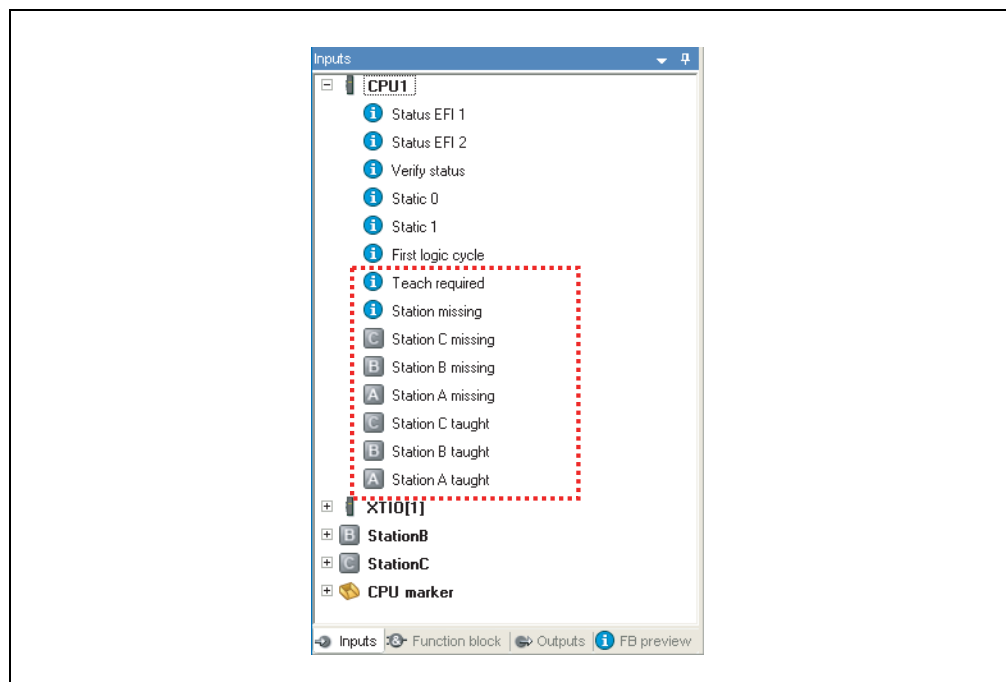 Inputs
CPU1
Status EFI 1
Status EFI 2
Verify status
Static 0
Static 1
First logic cycle
Teach required
Station missing
C Station C missing
B Station B missing
A Station A missing
C Station C taught
B Station B taught
A Station A taught
XTIO[1]
B StationB
C StationC
CPU marker
Inputs Function block Outputs FB preview